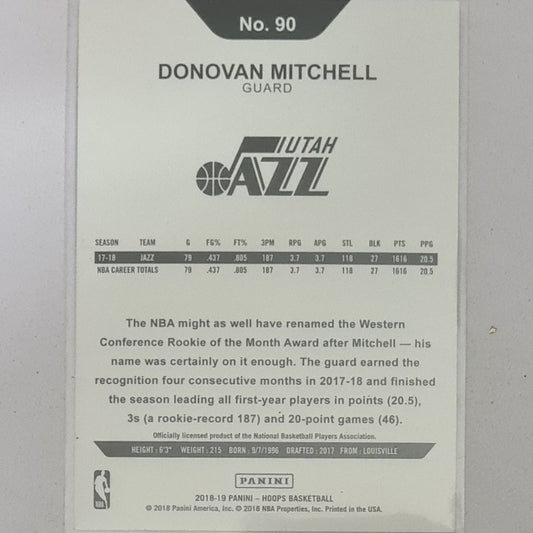 No. 90
DONOVAN MITCHELL
GUARD
UTAH
JAZZ
SEASON TEAM G FG% FT% 3PM RPG APG STL BLK PTS PPG
17-18 JAZZ 79 .437 .805 187 3.7 3.7 118 27 1616 20.5
NBA CAREER TOTALS 79 .437 .805 187 3.7 3.7 118 27 1616 20.5
The NBA might as well have renamed the Western
Conference Rookie of the Month Award after Mitchell — his
name was certainly on it enough. The guard earned the
recognition four consecutive months in 2017-18 and finished
the season leading all first-year players in points (20.5),
3s (a rookie-record 187) and 20-point games (46).
Officially licensed product of the National Basketball Players Association.
HEIGHT: 6'3" WEIGHT: 215 BORN: 9/7/1996 DRAFTED: 2017 FROM: LOUISVILLE
PANINI
2018-19 PANINI – HOOPS BASKETBALL
© 2018 Panini America, Inc. © 2018 NBA Properties, Inc. Printed in the USA.
NBA